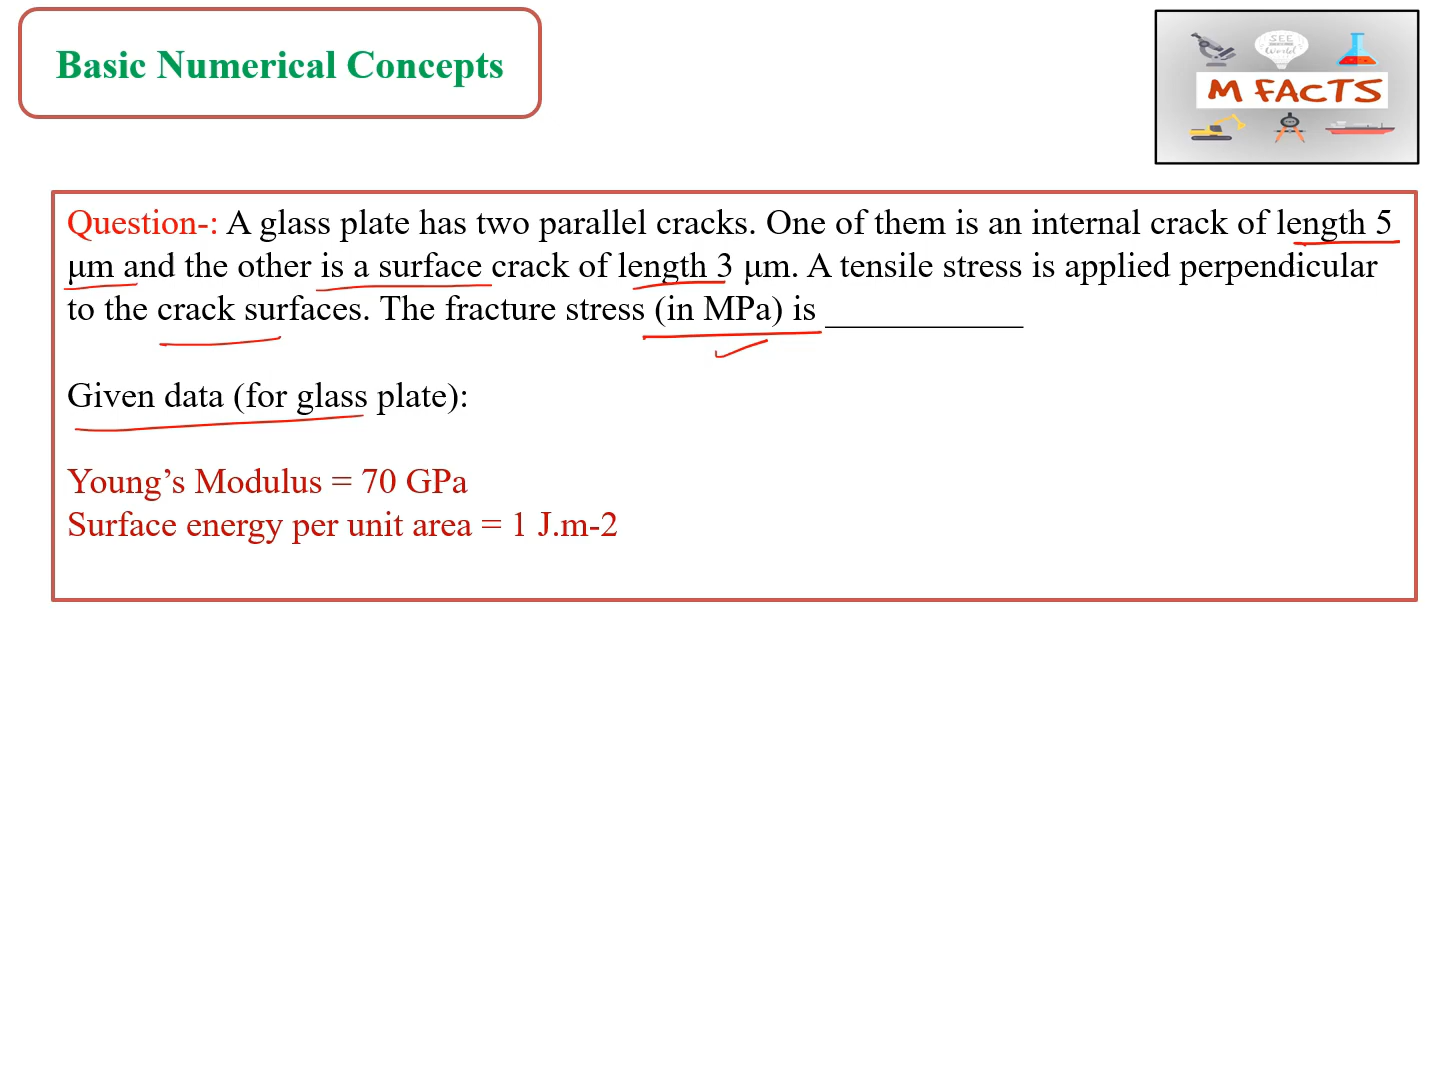 Basic Numerical Concepts
SEE
World
M FACTS
Question-: A glass plate has two parallel cracks. One of them is an internal crack of length 5
μm and the other is a surface crack of length 3 μm. A tensile stress is applied perpendicular
to the crack surfaces. The fracture stress (in MPa) is ___________
Given data (for glass plate):
Young’s Modulus = 70 GPa
Surface energy per unit area = 1 J.m-2